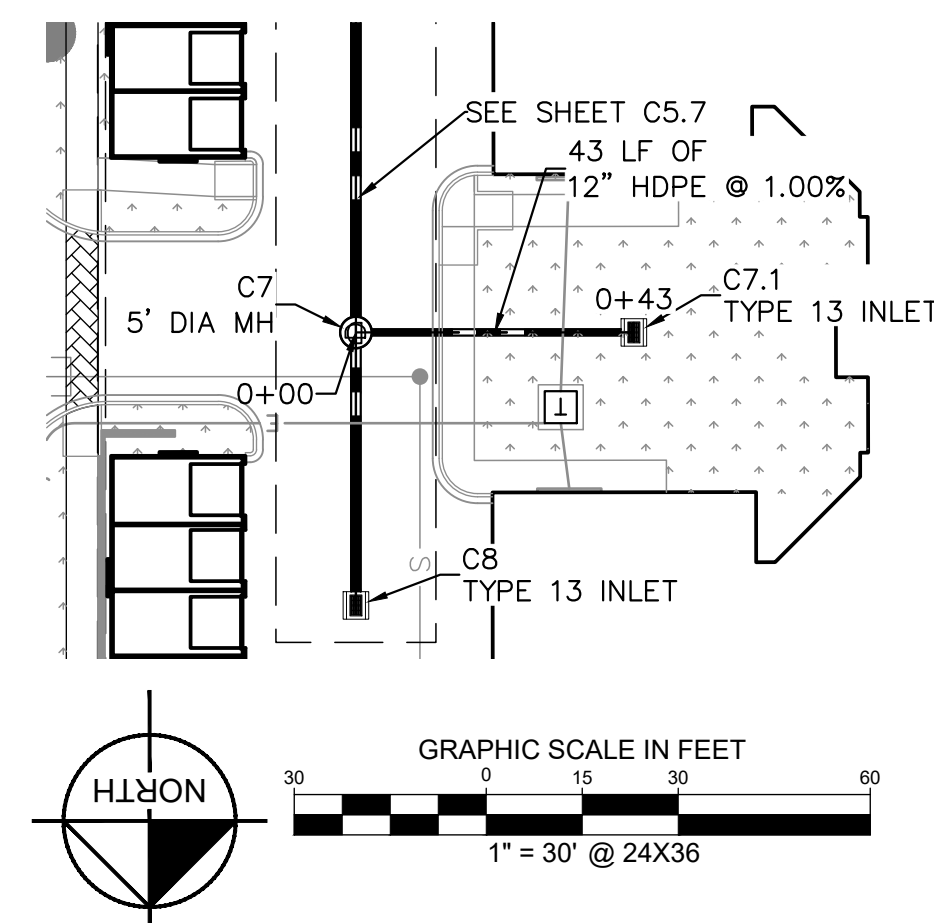 SEE SHEET C5.7
43 LF OF
12" HDPE @ 1.00%
C7
5' DIA MH
0+00
0+43
C7.1
TYPE 13 INLET
T
E
S
C8
TYPE 13 INLET
NORTH
GRAPHIC SCALE IN FEET
30 0 15 30 60
1" = 30' @ 24X36